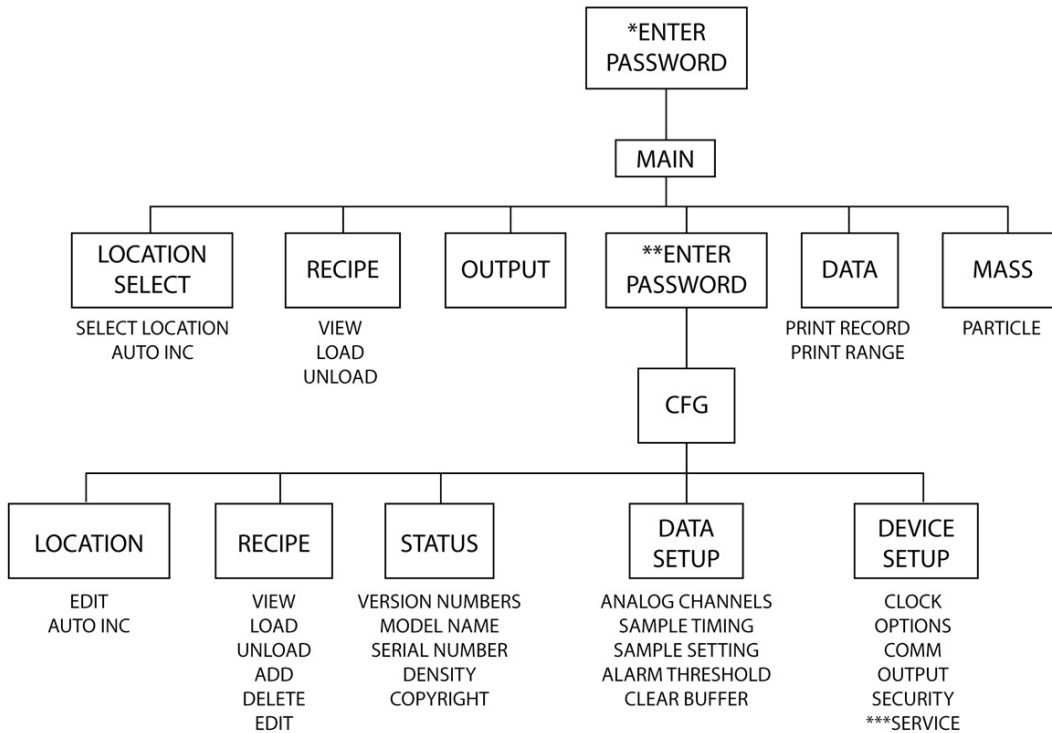 *ENTER
PASSWORD
MAIN
LOCATION
SELECT
RECIPE
OUTPUT
**ENTER
PASSWORD
DATA
MASS
SELECT LOCATION
AUTO INC
VIEW
LOAD
UNLOAD
PRINT RECORD
PRINT RANGE
PARTICLE
CFG
LOCATION
RECIPE
STATUS
DATA
SETUP
DEVICE
SETUP
EDIT
AUTO INC
VIEW
LOAD
UNLOAD
ADD
DELETE
EDIT
VERSION NUMBERS
MODEL NAME
SERIAL NUMBER
DENSITY
COPYRIGHT
ANALOG CHANNELS
SAMPLE TIMING
SAMPLE SETTING
ALARM THRESHOLD
CLEAR BUFFER
CLOCK
OPTIONS
COMM
OUTPUT
SECURITY
***SERVICE